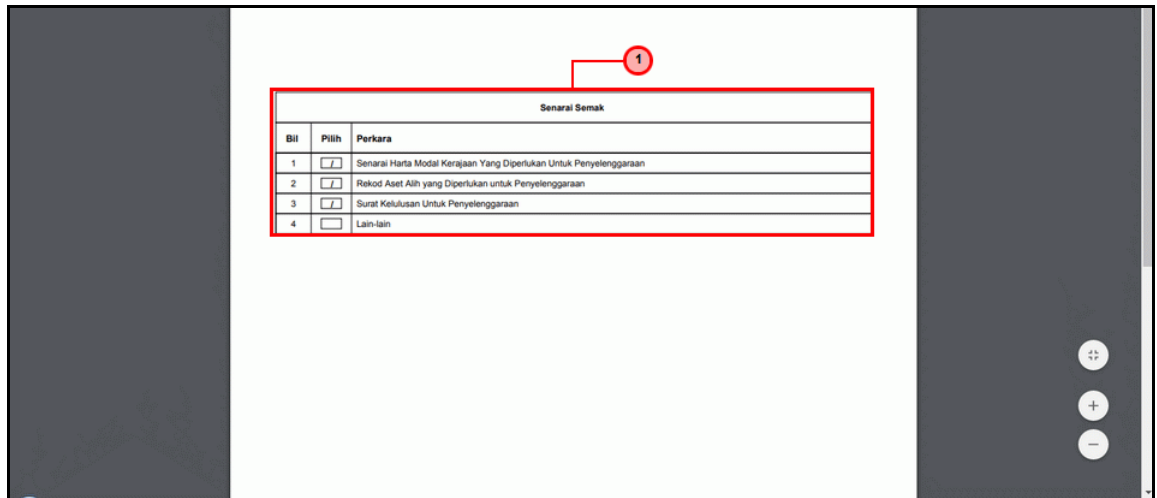 1
Senarai Semak
Bil Pilih Perkara
1 / Senarai Harta Modal Kerajaan Yang Diperlukan Untuk Penyelenggaraan
2 / Rekod Aset Alih yang Diperlukan untuk Penyelenggaraan
3 / Surat Kelulusan Untuk Penyelenggaraan
4 Lain-lain